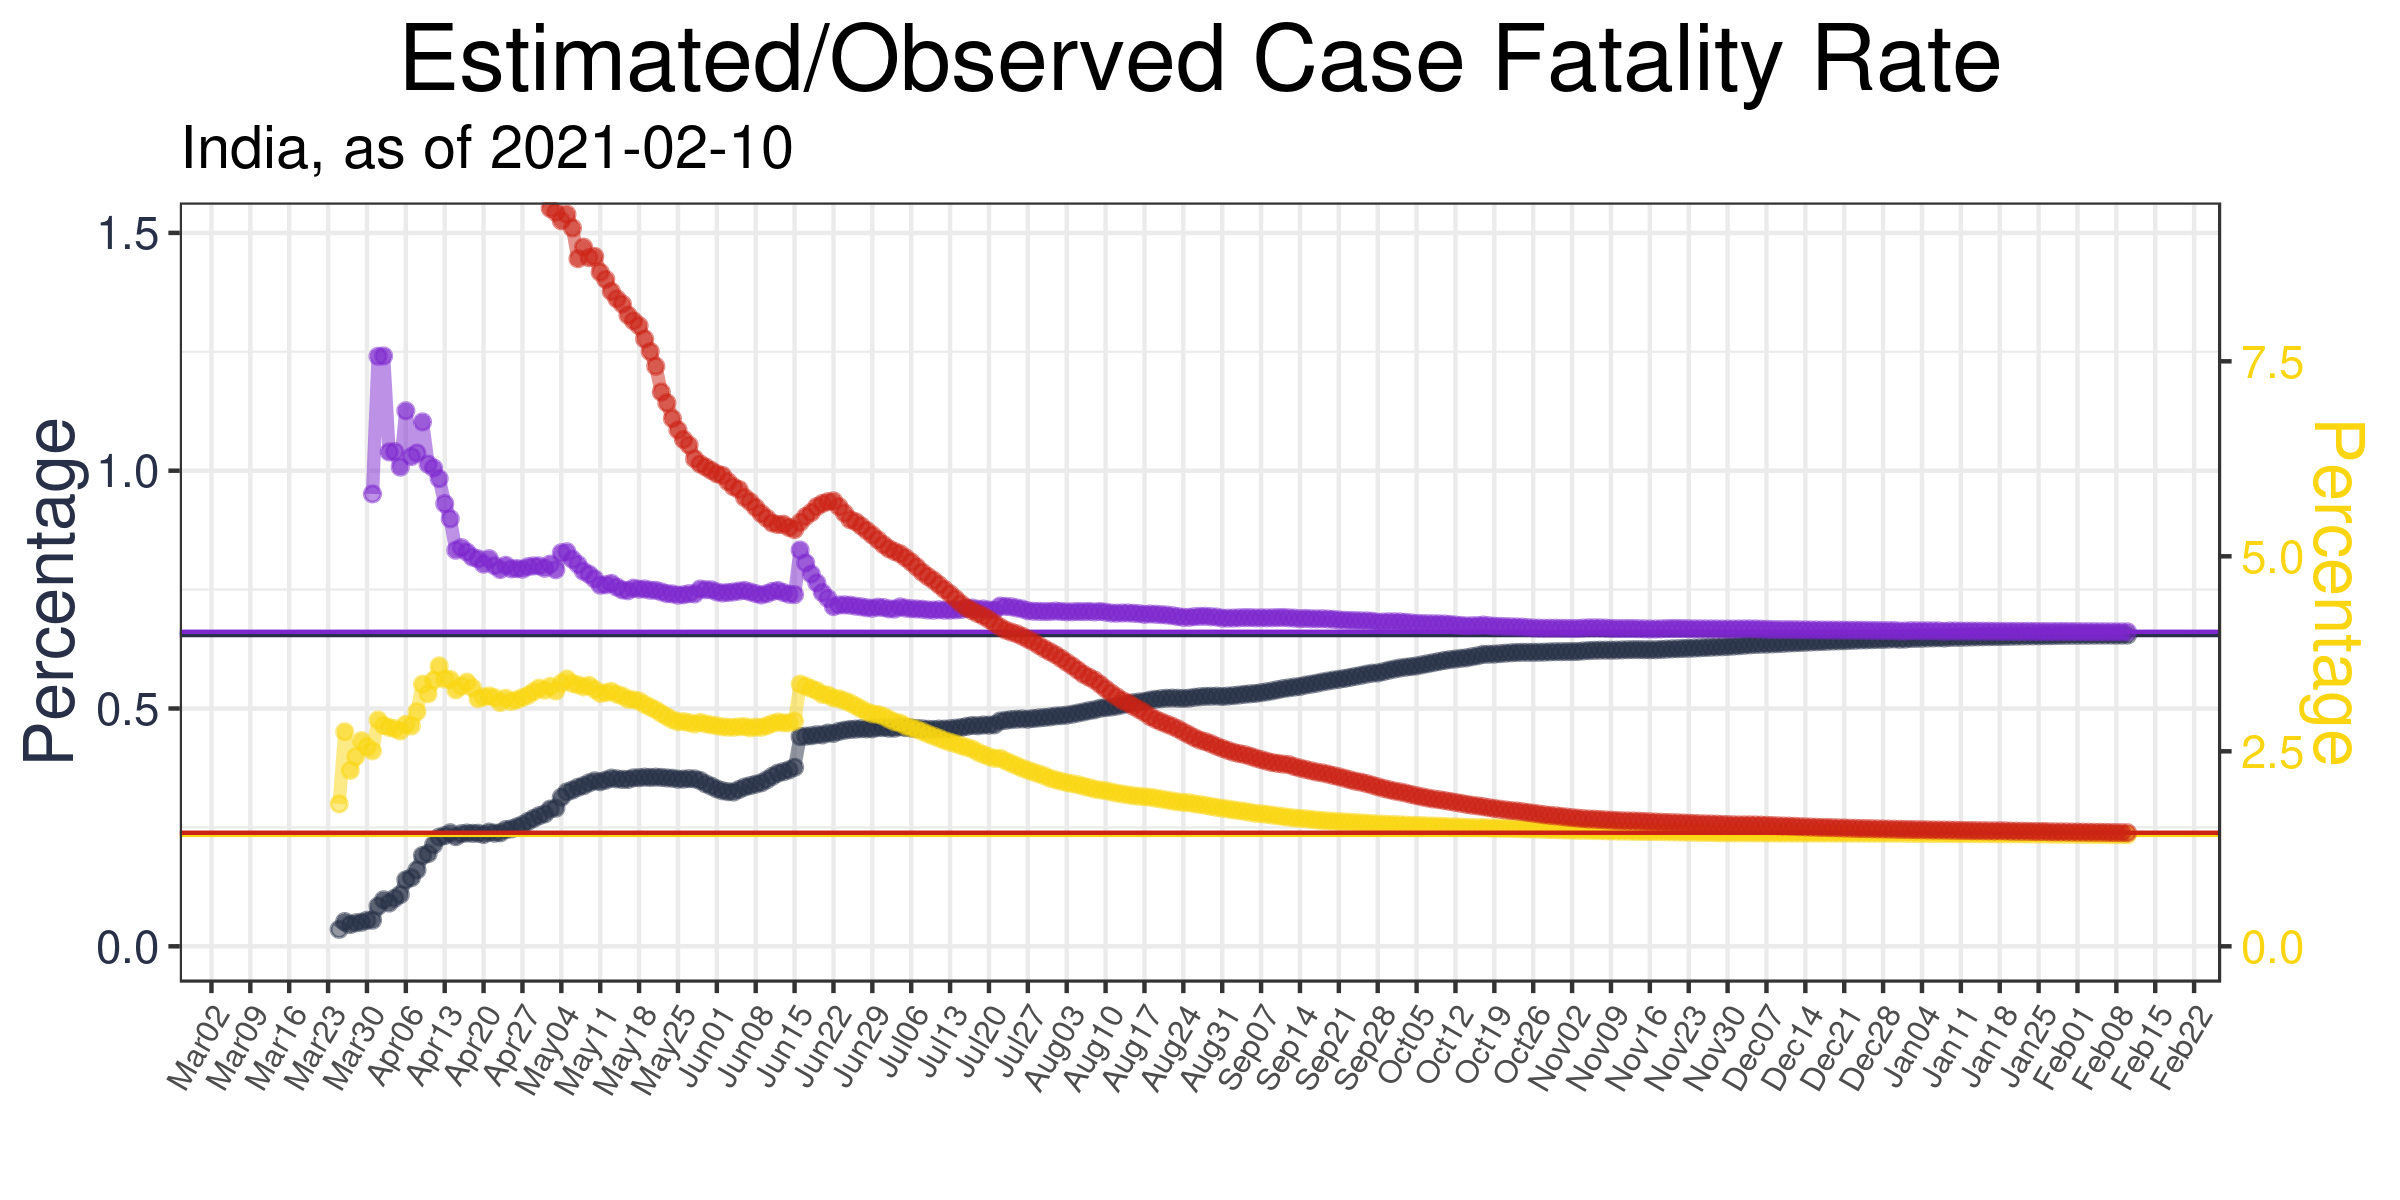 Estimated/Observed Case Fatality Rate
India, as of 2021-02-10
Percentage
1.5
1.0
0.5
0.0
7.5
5.0
2.5
0.0
Percentage
Mar02
Mar09
Mar16
Mar23
Mar30
Apr06
Apr13
Apr20
Apr27
May04
May11
May18
May25
Jun01
Jun08
Jun15
Jun22
Jun29
Jul06
Jul13
Jul20
Jul27
Aug03
Aug10
Aug17
Aug24
Aug31
Sep07
Sep14
Sep21
Sep28
Oct05
Oct12
Oct19
Oct26
Nov02
Nov09
Nov16
Nov23
Nov30
Dec07
Dec14
Dec21
Dec28
Jan04
Jan11
Jan18
Jan25
Feb01
Feb08
Feb15
Feb22